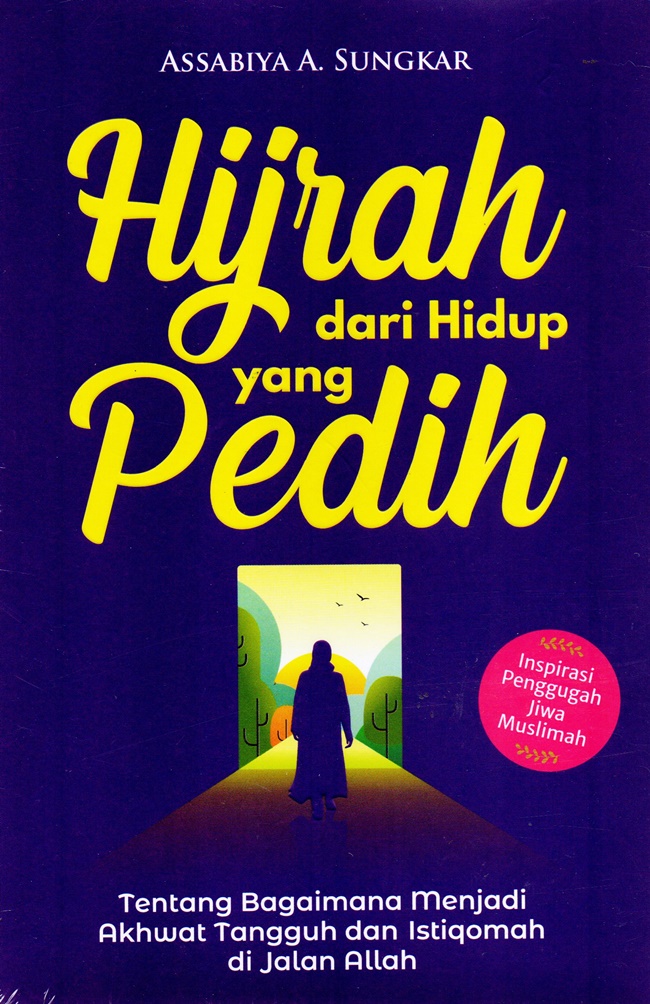 ASSABIYA A. SUNGKAR
Hijrah
dari Hidup
yang
Pedih
Inspirasi
Penggugah
Jiwa
Muslimah
Tentang Bagaimana Menjadi
Akhwat Tangguh dan Istiqomah
di Jalan Allah